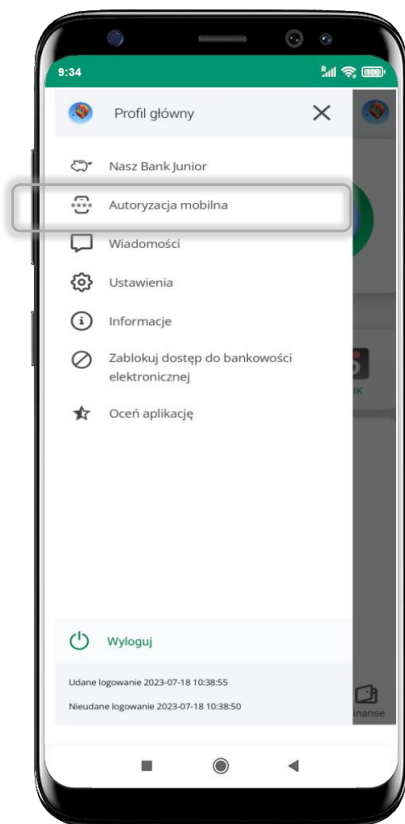 9:34
Profil główny
Nasz Bank Junior
Autoryzacja mobilna
Wiadomości
Ustawienia
Informacje
Zablokuj dostęp do bankowości
elektronicznej
Oceń aplikację
IK
Wyloguj
Udane logowanie 2023-07-18 10:38:55
Nieudane logowanie 2023-07-18 10:38:50
inanse